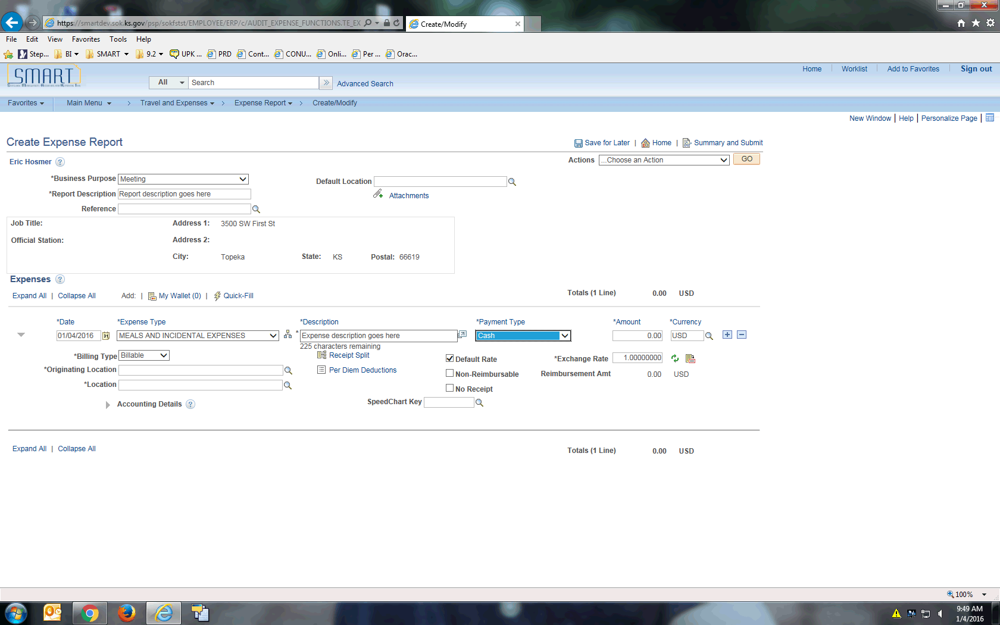 https://smartdev.sok.ks.gov/psp/sokfstst/EMPLOYEE/ERP/c/AUDIT_EXPENSE_FUNCTIONS.TE_EX
Create/Modify
File Edit View Favorites Tools Help
Step... BI SMART 9.2 UPK ... PRD Cont... CONU... Onli... Per ... Orac...
SMART
All Search Advanced Search
Home Worklist Add to Favorites Sign out
Favorites Main Menu > Travel and Expenses > Expense Report > Create/Modify
New Window | Help | Personalize Page |
Create Expense Report
Save for Later | Home | Summary and Submit
Eric Hosmer ?
Actions ...Choose an Action GO
*Business Purpose Meeting
Default Location
*Report Description Report description goes here
Attachments
Reference
Job Title: Address 1: 3500 SW First St
Official Station: Address 2:
City: Topeka State: KS Postal: 66619
Expenses ?
Expand All | Collapse All Add: | My Wallet (0) | Quick-Fill
Totals (1 Line) 0.00 USD
*Date *Expense Type *Description *Payment Type *Amount *Currency
01/04/2016 31 MEALS AND INCIDENTAL EXPENSES * Expense description goes here Cash 0.00 USD
225 characters remaining
*Billing Type Billable Receipt Split Default Rate *Exchange Rate 1.00000000
*Originating Location Per Diem Deductions Non-Reimbursable Reimbursement Amt 0.00 USD
*Location No Receipt
Accounting Details ? SpeedChart Key
Expand All | Collapse All Totals (1 Line) 0.00 USD
100%
9:49 AM
1/4/2016